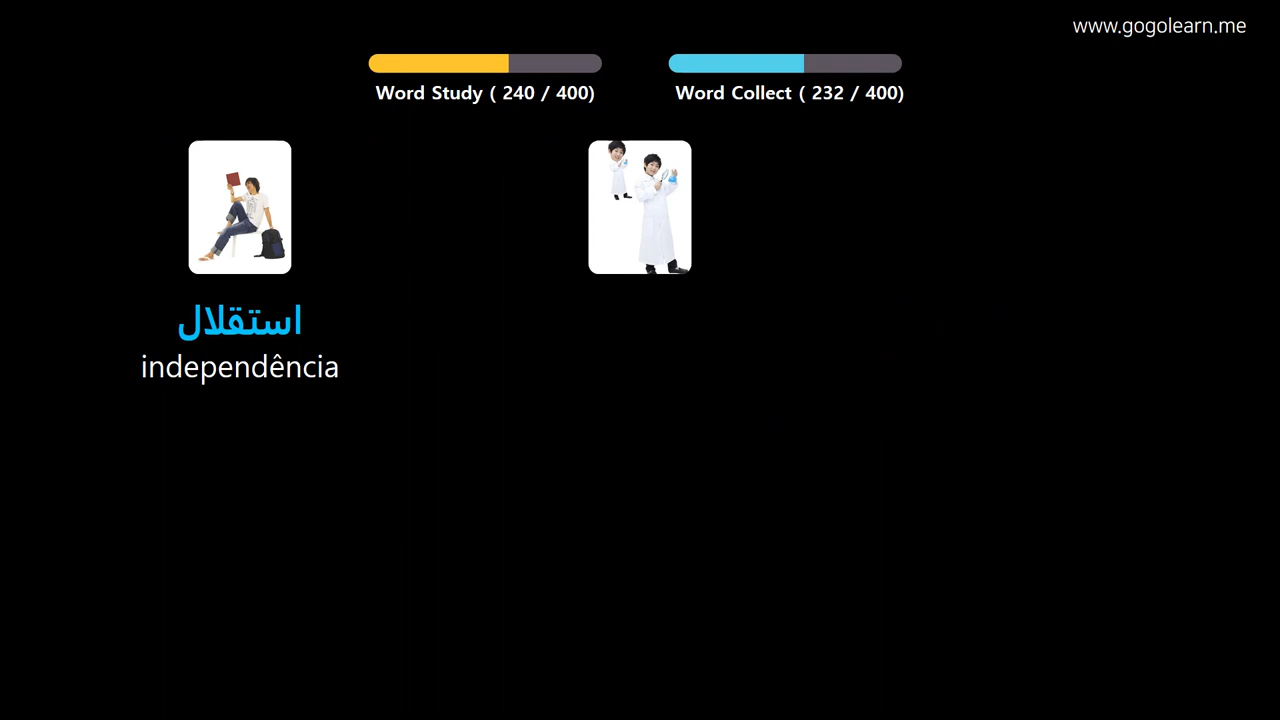 www.gogolearn.me
Word Study ( 240 / 400)
Word Collect ( 232 / 400)
استقلال
independência